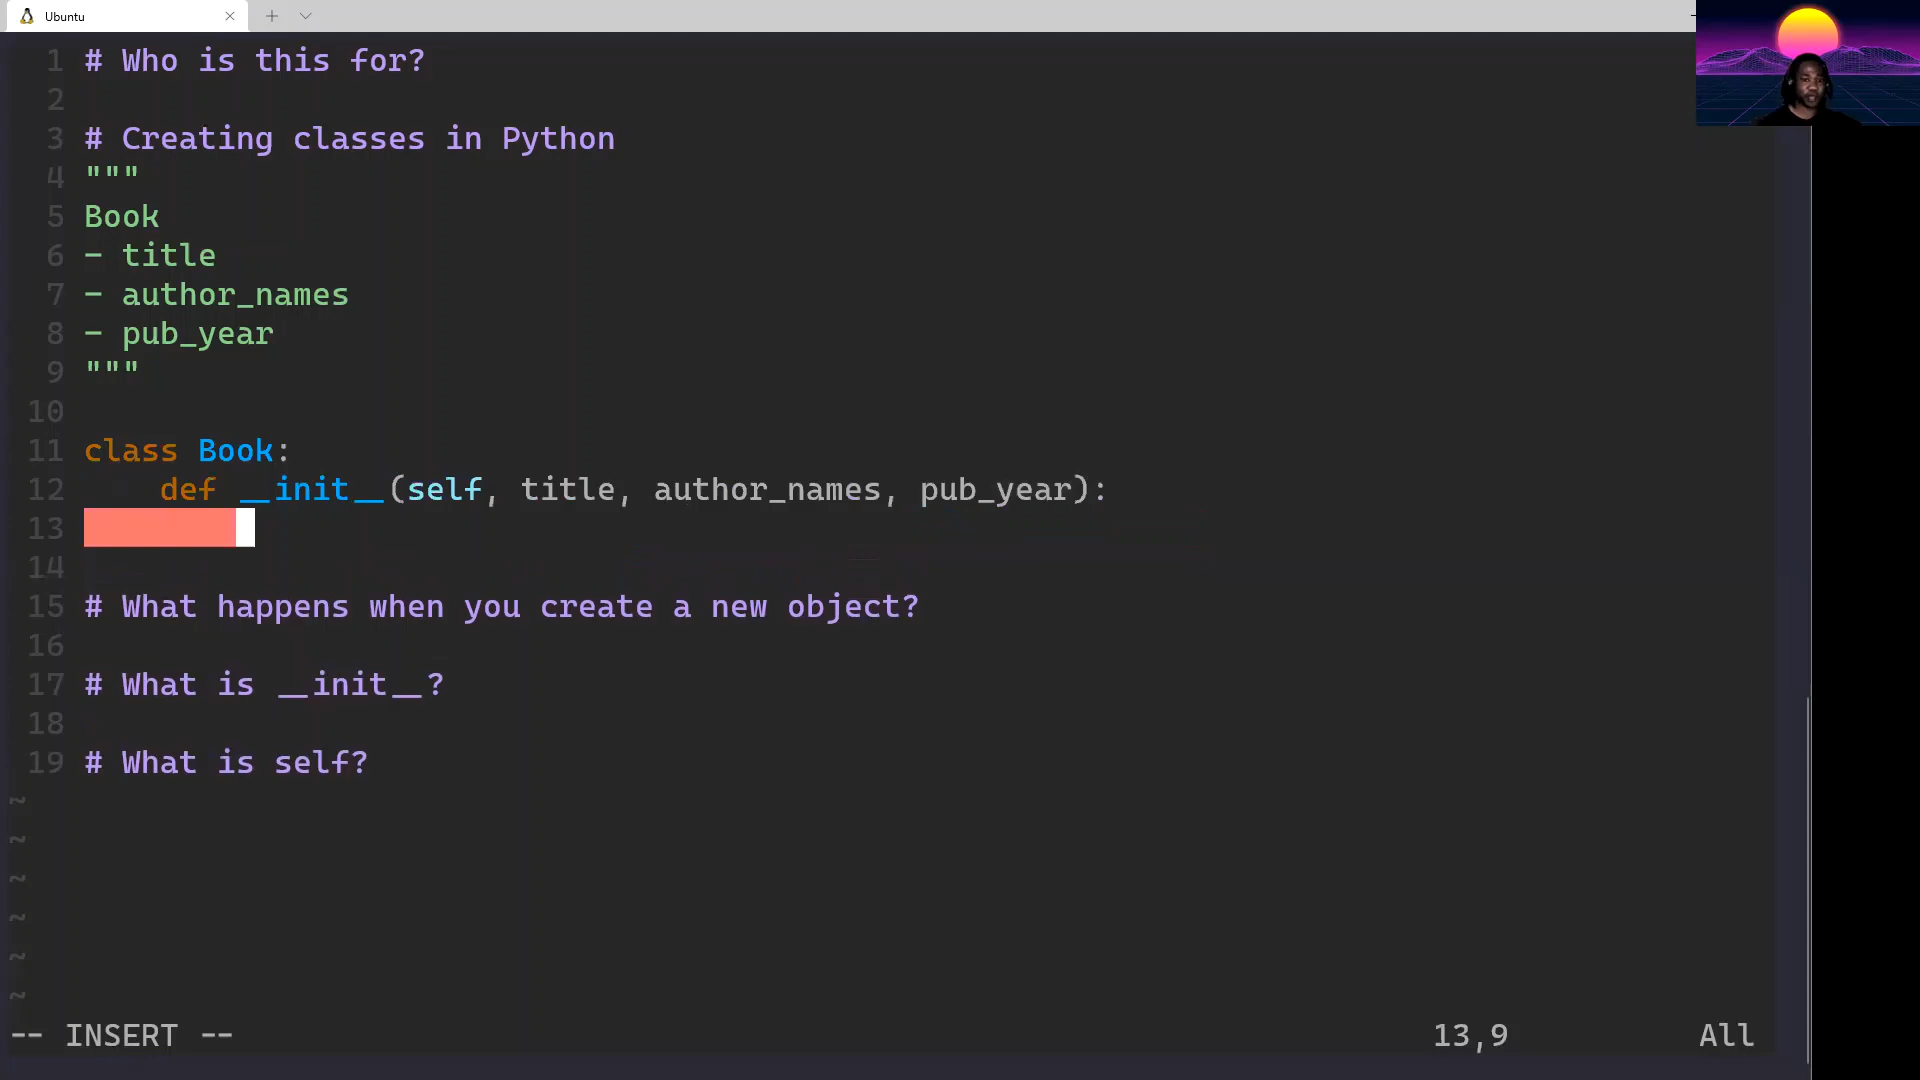 Ubuntu
1 # Who is this for?
2
3 # Creating classes in Python
4 """
5 Book
6 - title
7 - author_names
8 - pub_year
9 """
10
11 class Book:
12     def __init__(self, title, author_names, pub_year):
13
14
15 # What happens when you create a new object?
16
17 # What is __init__?
18
19 # What is self?
~
~
~
~
~
~
-- INSERT -- 13,9 All